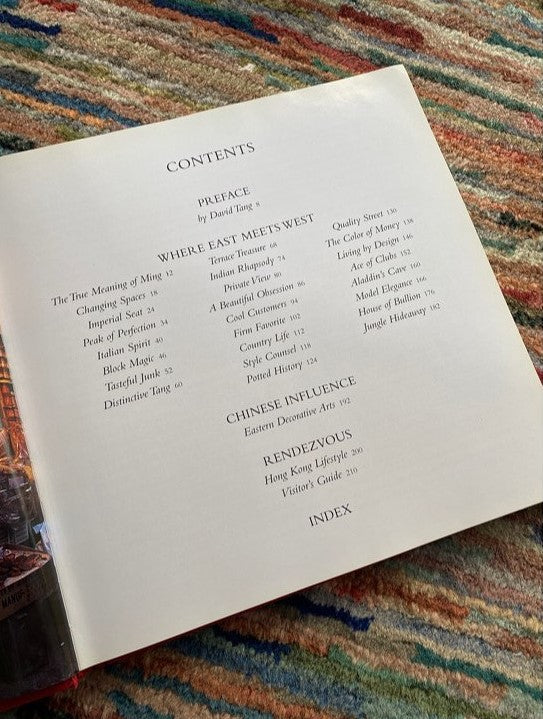 CONTENTS
PREFACE
by David Tang 8
WHERE EAST MEETS WEST
The True Meaning of Ming 12
Changing Spaces 18
Imperial Seat 24
Peak of Perfection 34
Italian Spirit 40
Block Magic 46
Tasteful Junk 52
Distinctive Tang 60
Terrace Treasure 68
Indian Rhapsody 74
Private View 80
A Beautiful Obsession 86
Cool Customers 94
Firm Favorite 102
Country Life 112
Style Counsel 118
Potted History 124
Quality Street 130
The Color of Money 138
Living by Design 146
Ace of Clubs 152
Aladdin's Cave 160
Model Elegance 166
House of Bullion 176
Jungle Hideaway 182
CHINESE INFLUENCE
Eastern Decorative Arts 192
RENDEZVOUS
Hong Kong Lifestyle 200
Visitor's Guide 210
INDEX